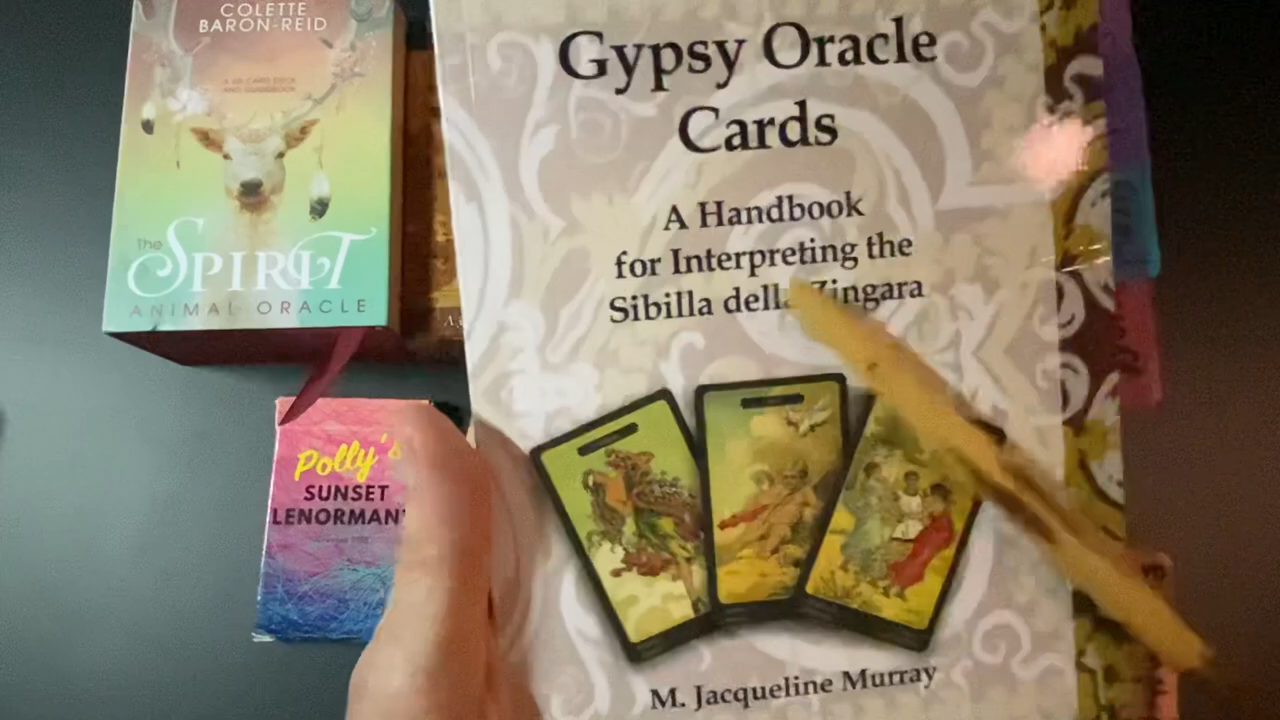 COLETTE
BARON-REID
A 68-CARD DECK
AND GUIDEBOOK
The
SPIRIT
ANIMAL ORACLE
Polly's
SUNSET
LENORMAN
Gypsy Oracle
Cards
A Handbook
for Interpreting the
Sibilla della Zingara
M. Jacqueline Murray